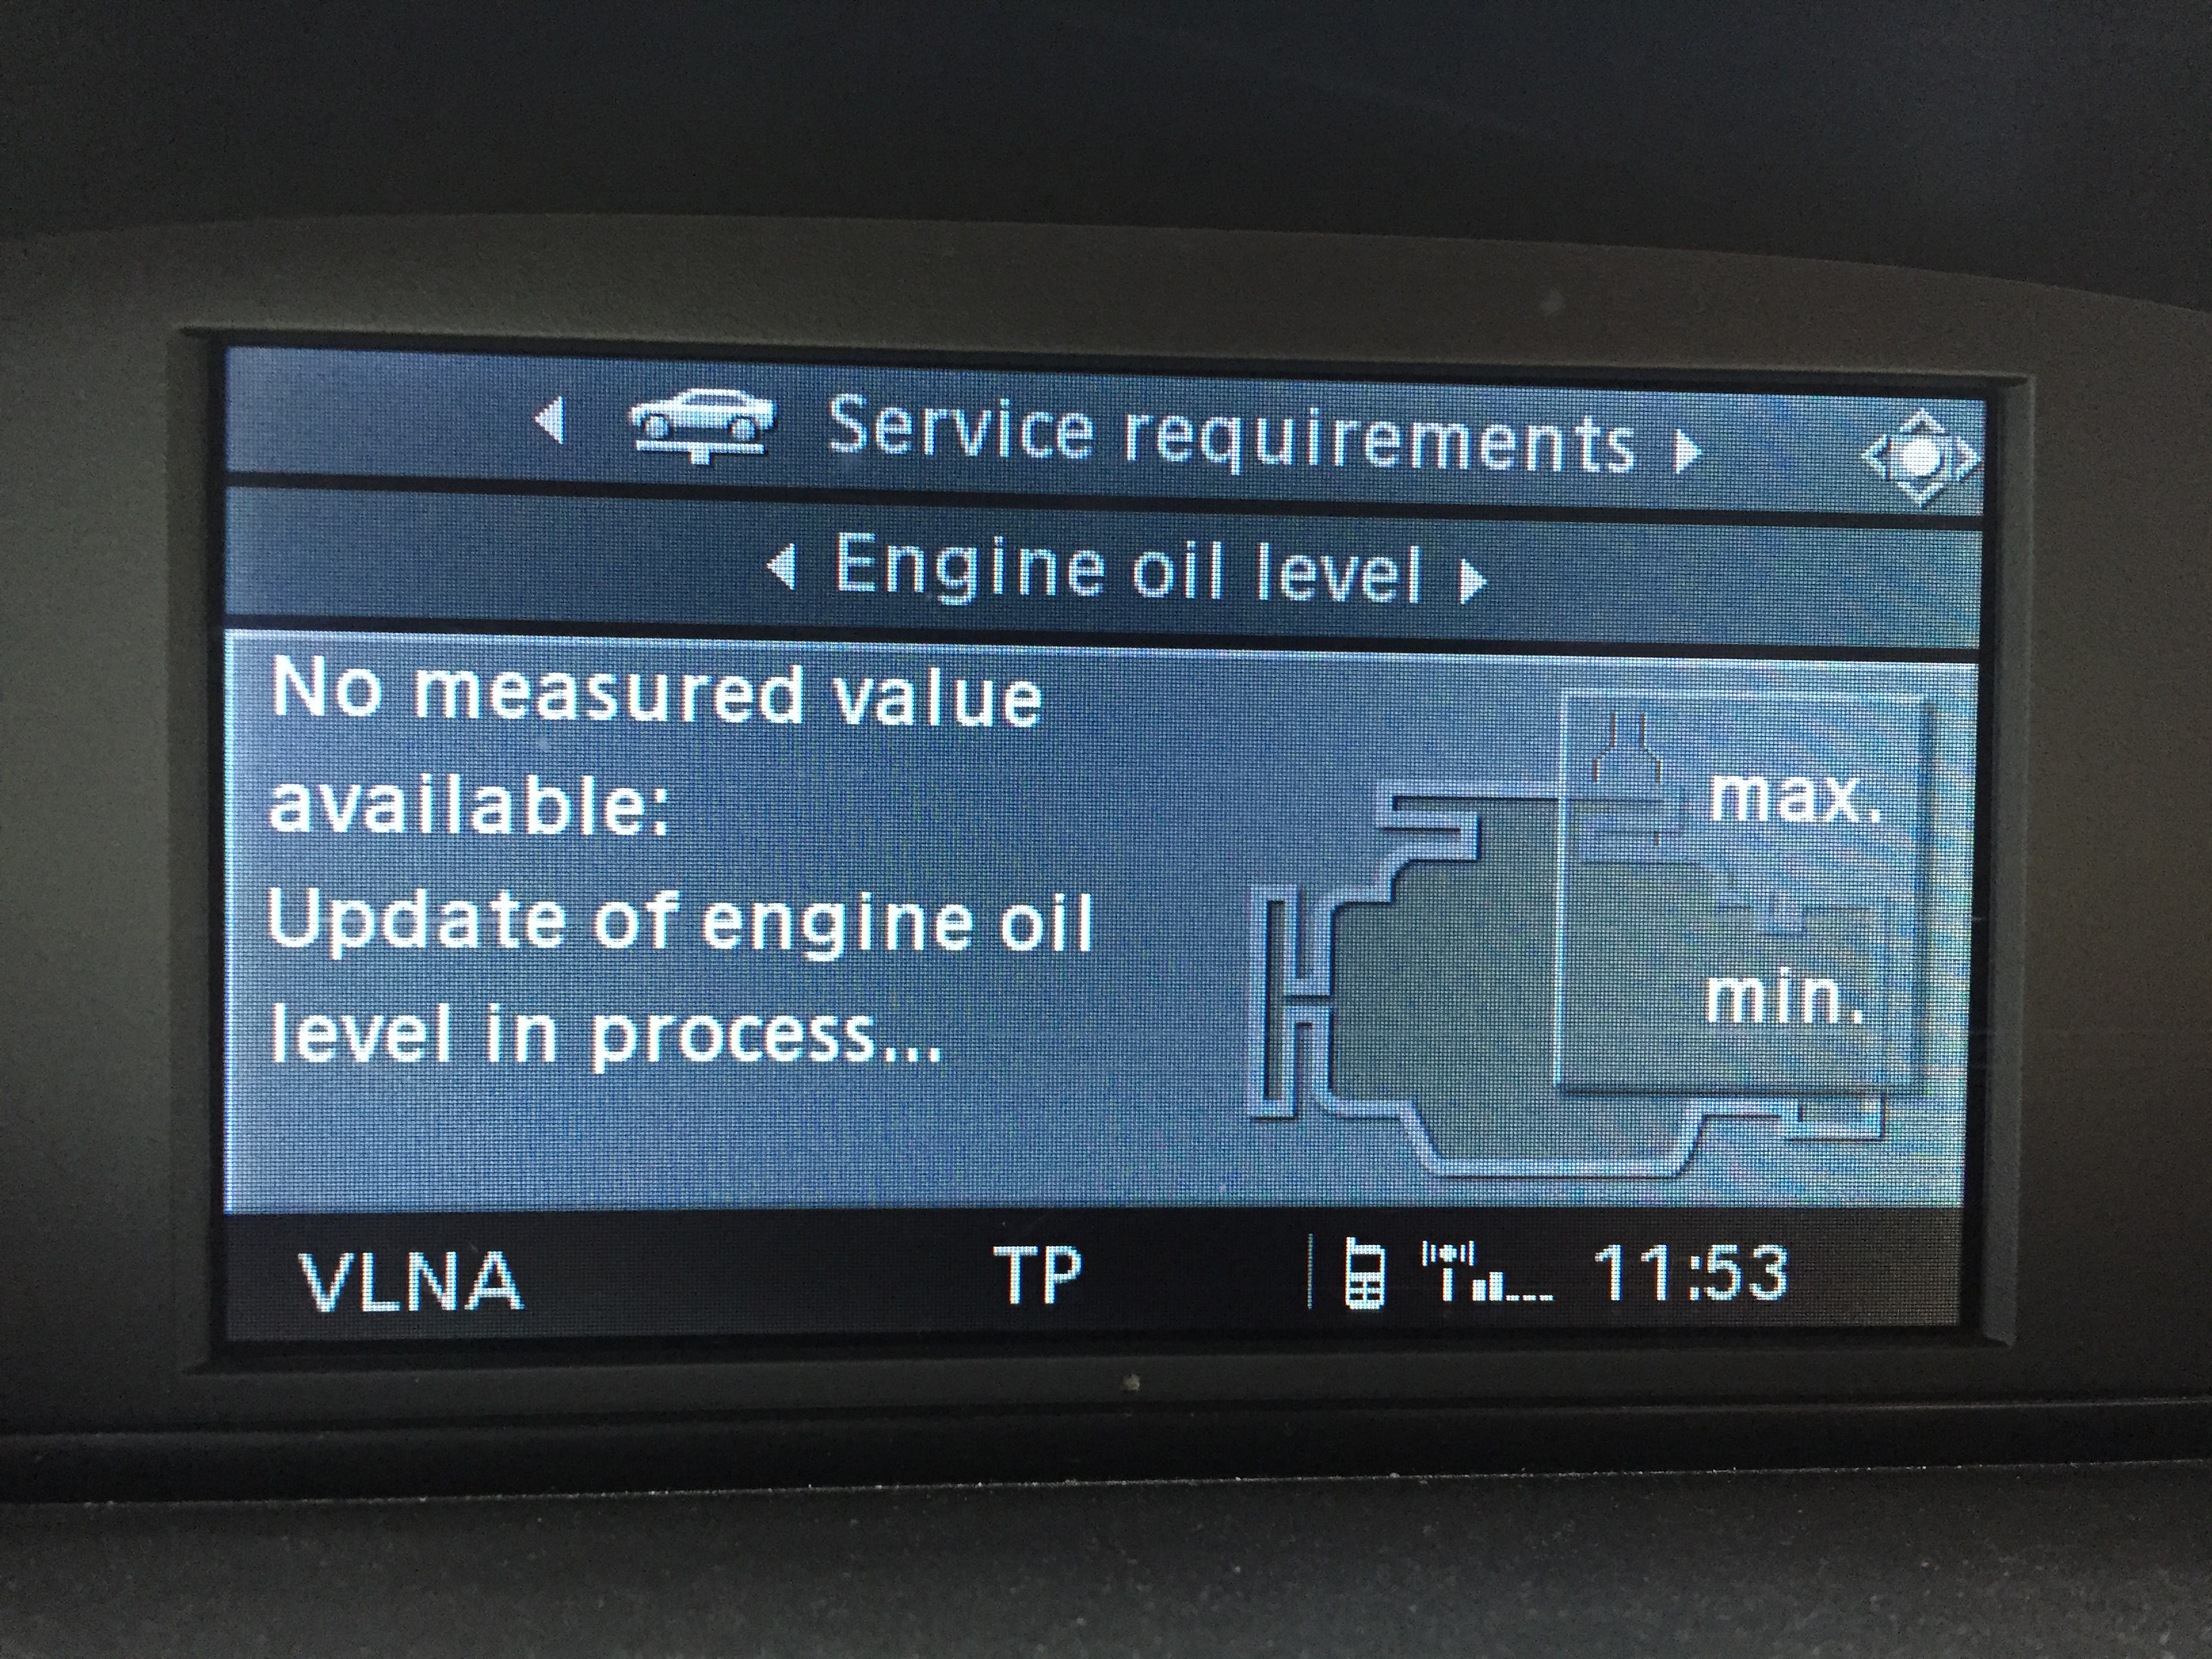 Service requirements
Engine oil level
No measured value
available:
Update of engine oil
level in process...
max.
min.
VLNA
TP
11:53